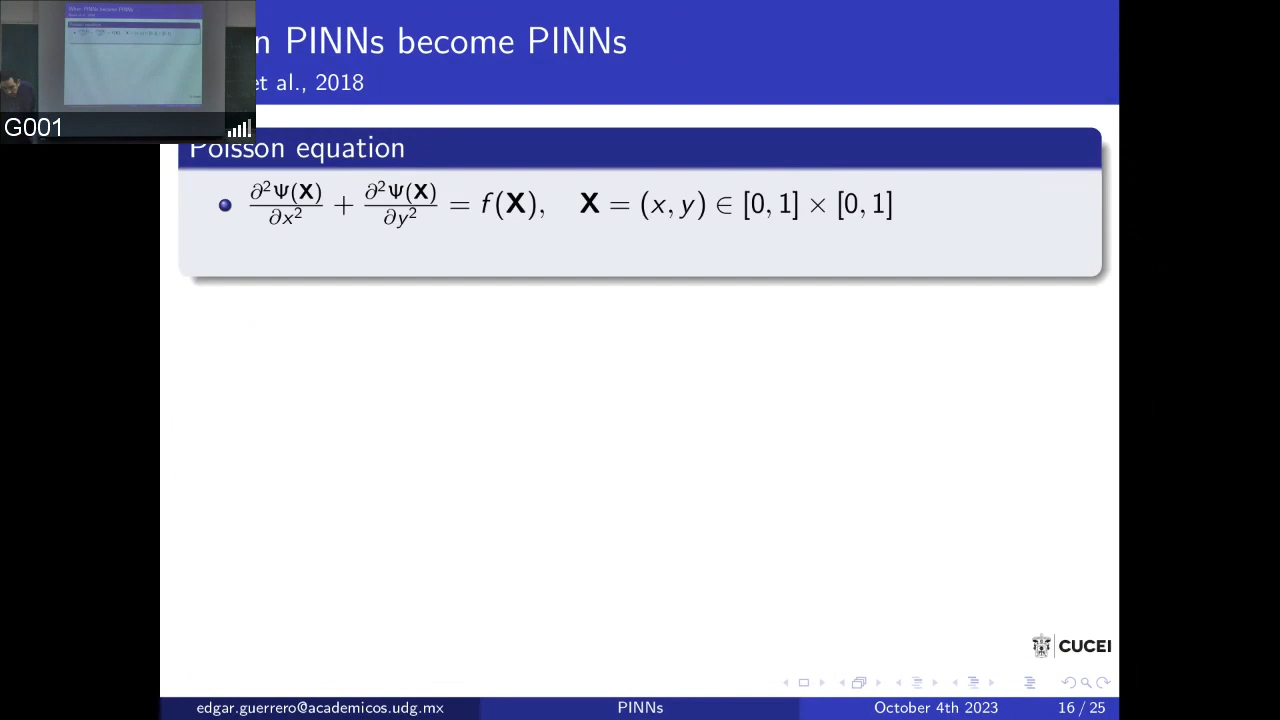 n PINNs become PINNs
et al., 2018
G001
Poisson equation
∂²Ψ(X)/∂x² + ∂²Ψ(X)/∂y² = f(X), X = (x, y) ∈ [0, 1] × [0, 1]
CUCEI
edgar.guerrero@academicos.udg.mx PINNs October 4th 2023 16 / 25